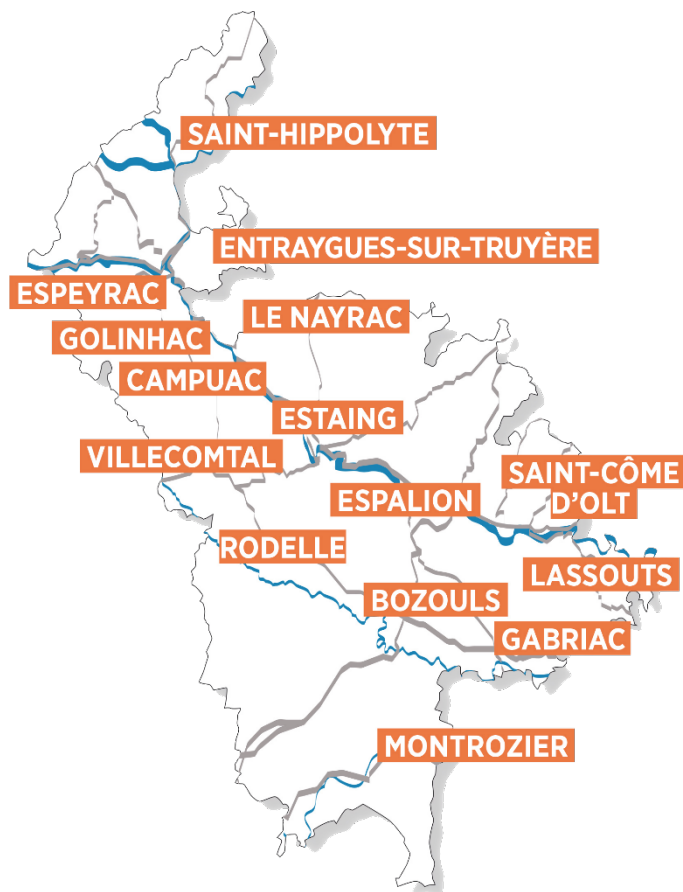 SAINT-HIPPOLYTE
ENTRAYGUES-SUR-TRUYÈRE
ESPEYRAC
LE NAYRAC
GOLINHAC
CAMPUAC
ESTAING
VILLECOMTAL
SAINT-CÔME
D'OLT
ESPALION
RODELLE
LASSOUTS
BOZOULS
GABRIAC
MONTROZIER